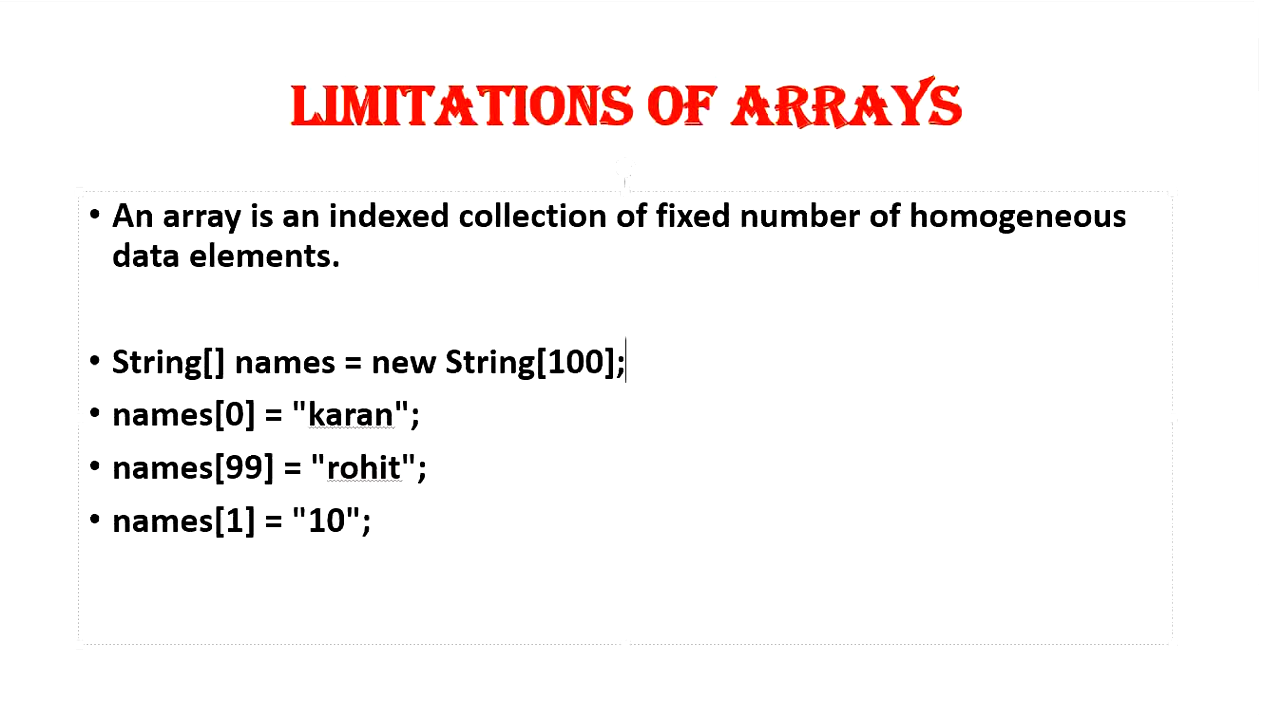 LIMITATIONS OF ARRAYS
• An array is an indexed collection of fixed number of homogeneous
data elements.
• String[] names = new String[100];
• names[0] = "karan";
• names[99] = "rohit";
• names[1] = "10";